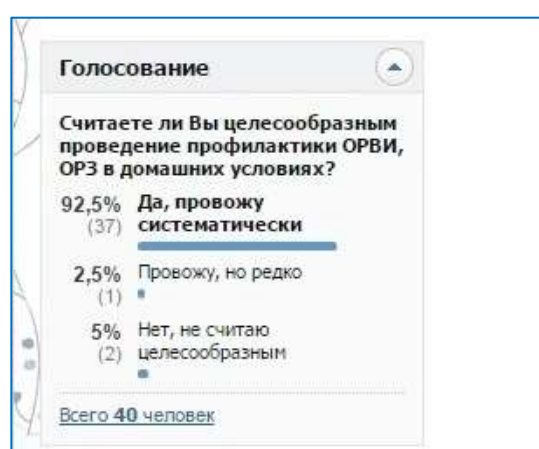 Голосование
Считаете ли Вы целесообразным
проведение профилактики ОРВИ,
ОРЗ в домашних условиях?
92,5% Да, провожу
(37) систематически
2,5% Провожу, но редко
(1)
5% Нет, не считаю
(2) целесообразным
Всего 40 человек